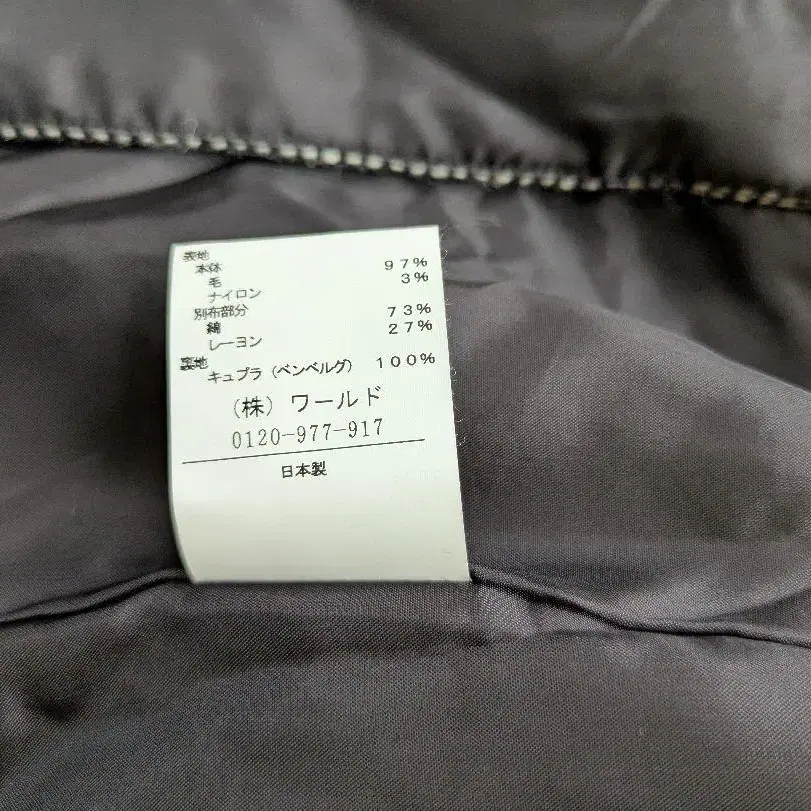 表地
本体
毛 97%
ナイロン 3%
別布部分
綿 73%
レーヨン 27%
裏地
キュプラ（ベンベルグ） 100%
（株）ワールド
0120-977-917
日本製